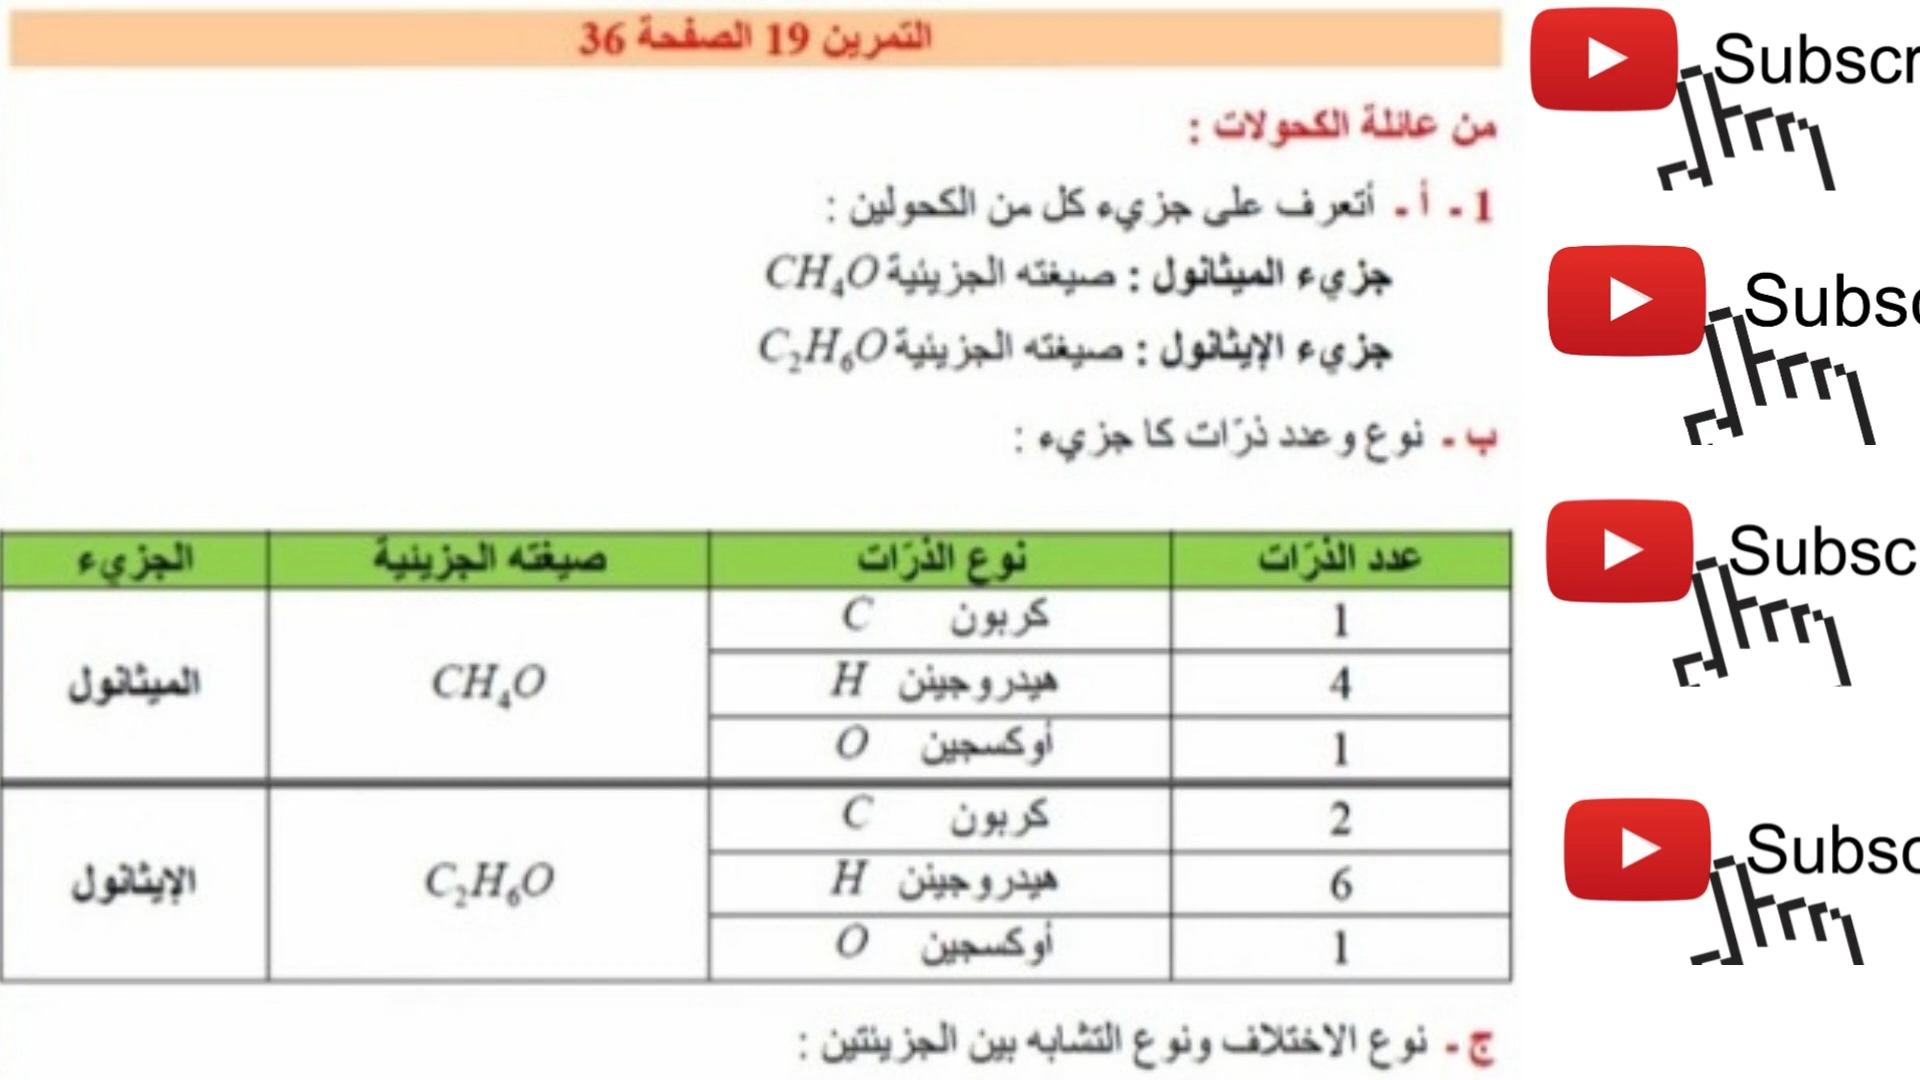 التمرين 19 الصفحة 36
من عائلة الكحولات :
1 - أ - أتعرف على جزيء كل من الكحولين :
جزيء الميثانول : صيغته الجزيئية CH₄O
جزيء الإيثانول : صيغته الجزيئية C₂H₆O
ب - نوع وعدد ذرّات كا جزيء :
عدد الذرّات نوع الذرّات صيغته الجزيئية الجزيء
1 كربون C
4 هيدروجينن H CH₄O الميثانول
1 أوكسجين O
2 كربون C
6 هيدروجينن H C₂H₆O الإيثانول
1 أوكسجين O
ج - نوع الاختلاف ونوع التشابه بين الجزيئتين :
Subscr
Subsc
Subsc
Subsc